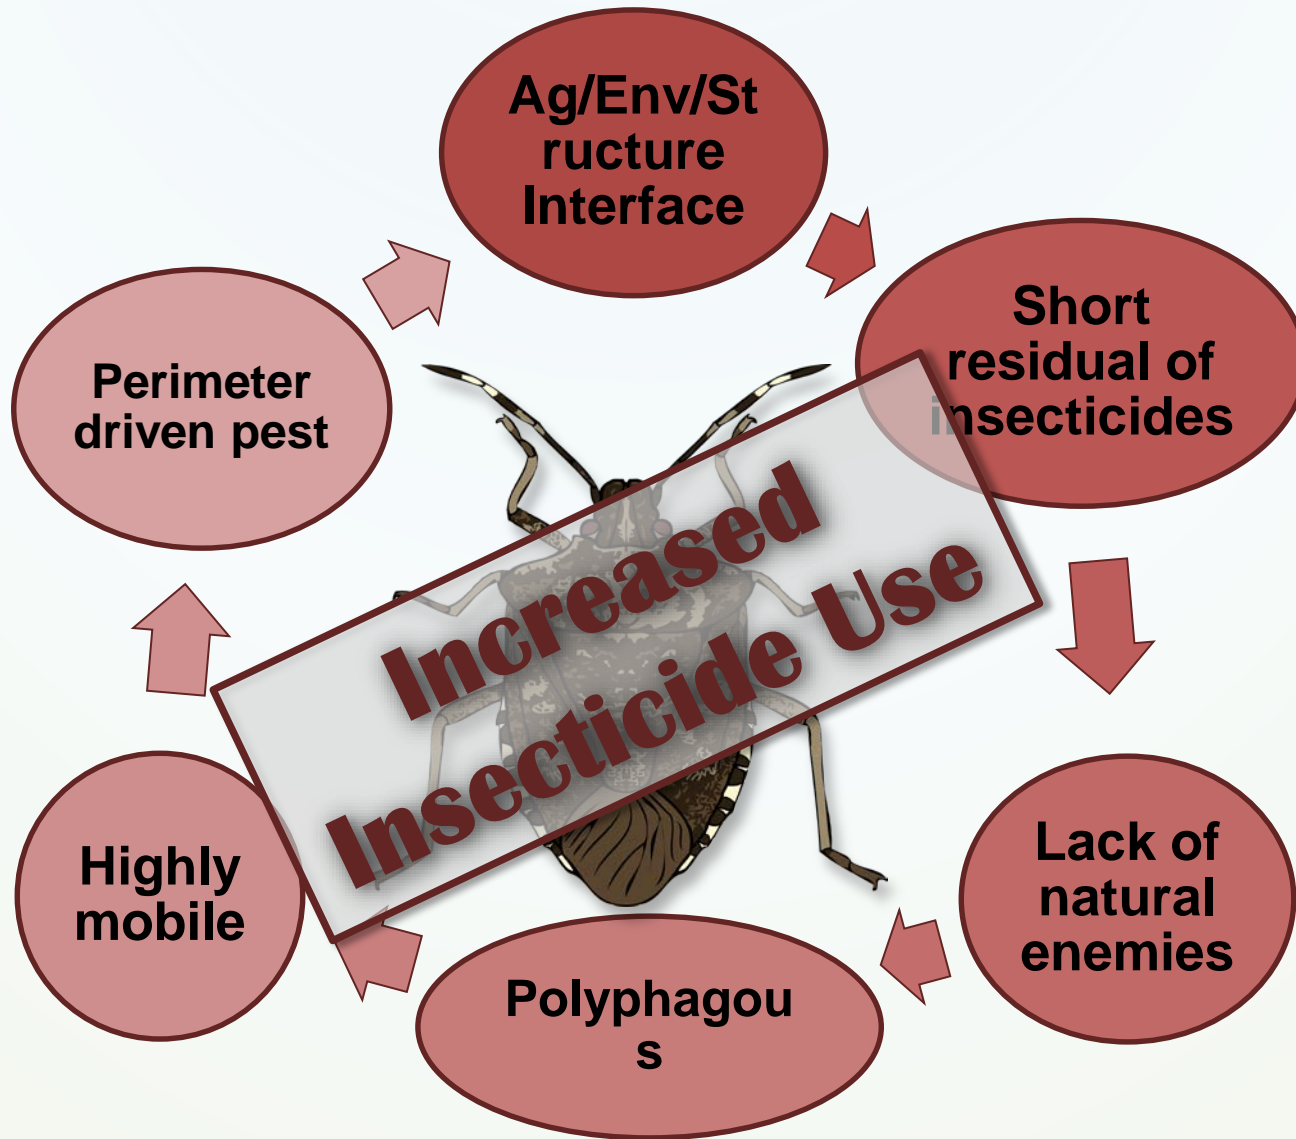 Ag/Env/St
ructure
Interface
Short
residual of
insecticides
Lack of
natural
enemies
Polyphagou
s
Highly
mobile
Perimeter
driven pest
Increased
Insecticide Use